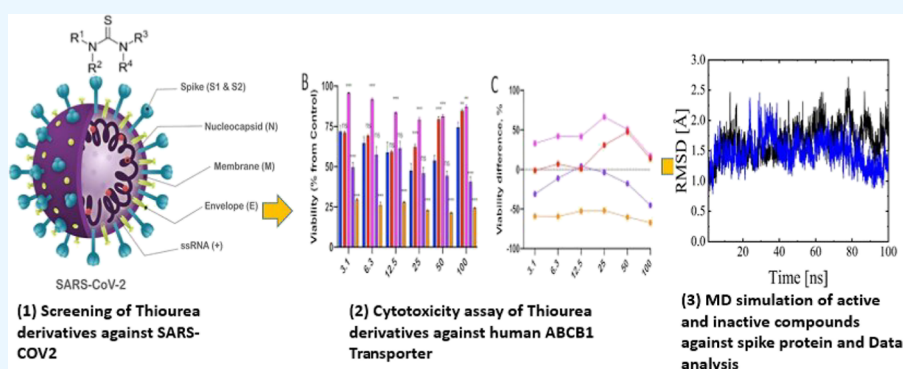 S
R¹ N N R³
R² R⁴
Spike (S1 & S2)
Nucleocapsid (N)
Membrane (M)
Envelope (E)
ssRNA (+)
SARS-CoV-2
(1) Screening of Thiourea
derivatives against SARS-
COV2
B
Viability (% from Control)
100
75
50
25
0
3.1 6.3 12.5 25 50 100
C
Viability difference, %
100
50
0
-50
-100
3.1 6.3 12.5 25 50 100
(2) Cytotoxicity assay of Thiourea
derivatives against human ABCB1
Transporter
RMSD [Å]
3.0
2.5
2.0
1.5
1.0
0.5
0.0
20 40 60 80 100
Time [ns]
(3) MD simulation of active
and inactive compounds
against spike protein and Data
analysis